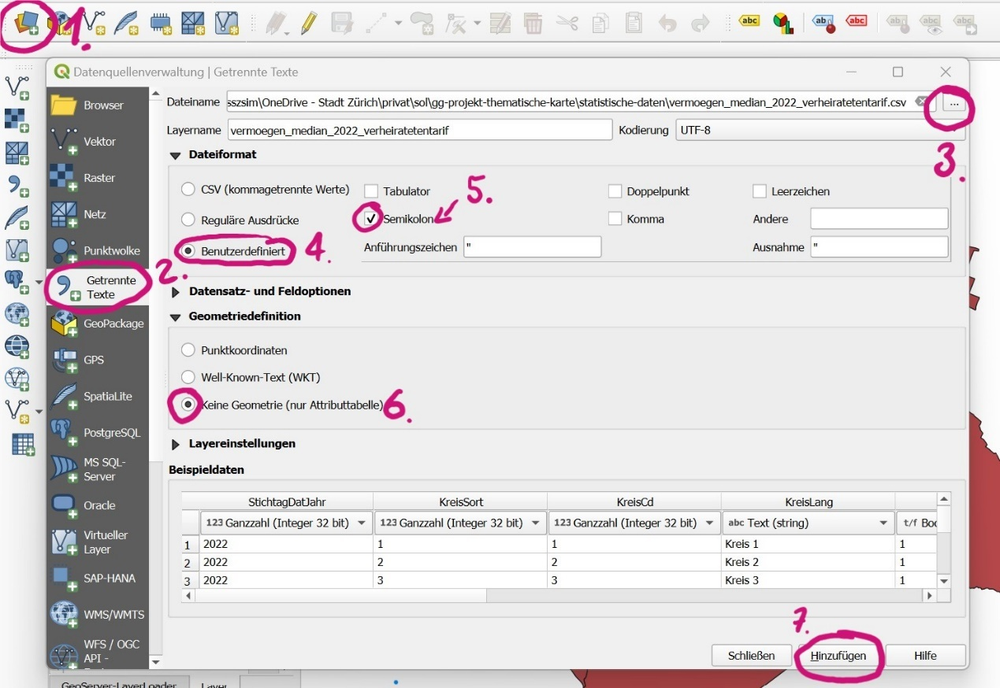 1.
abc
abc
ab
abc
Datenquellenverwaltung | Getrennte Texte
Browser
Vektor
Raster
Netz
Punktwolke
2.
Getrennte
Texte
GeoPackage
GPS
SpatiaLite
PostgreSQL
MS SQL-
Server
Oracle
Virtueller
Layer
SAP-HANA
WMS/WMTS
WFS / OGC
API -
Dateiname
sszsim\OneDrive - Stadt Zürich\privat\sol\gg-projekt-thematische-karte\statistische-daten\vermoegen_median_2022_verheiratetentarif.csv
...
3.
Layername
vermoegen_median_2022_verheiratetentarif
Kodierung
UTF-8
Dateiformat
CSV (kommagetrennte Werte)
Tabulator
5.
Doppelpunkt
Leerzeichen
Reguläre Ausdrücke
Semikolon
Komma
Andere
Benutzerdefiniert
4.
Anführungszeichen
"
Ausnahme
"
Datensatz- und Feldoptionen
Geometriedefinition
Punktkoordinaten
Well-Known-Text (WKT)
Keine Geometrie (nur Attributtabelle)
6.
Layereinstellungen
Beispieldaten
StichtagDatJahr KreisSort KreisCd KreisLang
123 Ganzzahl (Integer 32 bit) 123 Ganzzahl (Integer 32 bit) 123 Ganzzahl (Integer 32 bit) abc Text (string) t/f Boo
1 2022 1 1 Kreis 1 1
2 2022 2 2 Kreis 2 1
3 2022 3 3 Kreis 3 1
7.
Schließen
Hinzufügen
Hilfe
GeoServer-LayerLoader
Layer